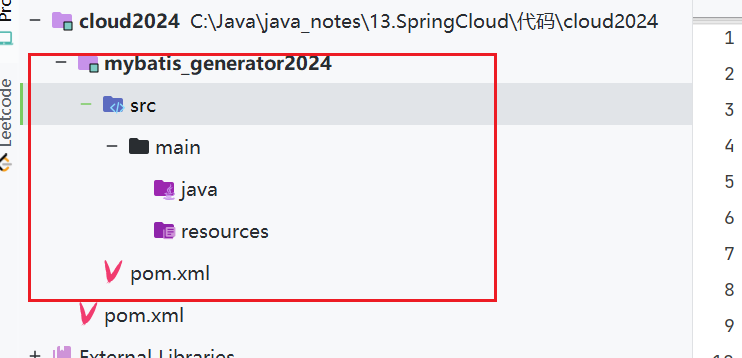 Pro
Leetcode
cloud2024 C:\Java\java_notes\13.SpringCloud\代码\cloud2024
mybatis_generator2024
src
main
java
resources
pom.xml
pom.xml
External Libraries
1
2
3
4
5
6
7
8
9